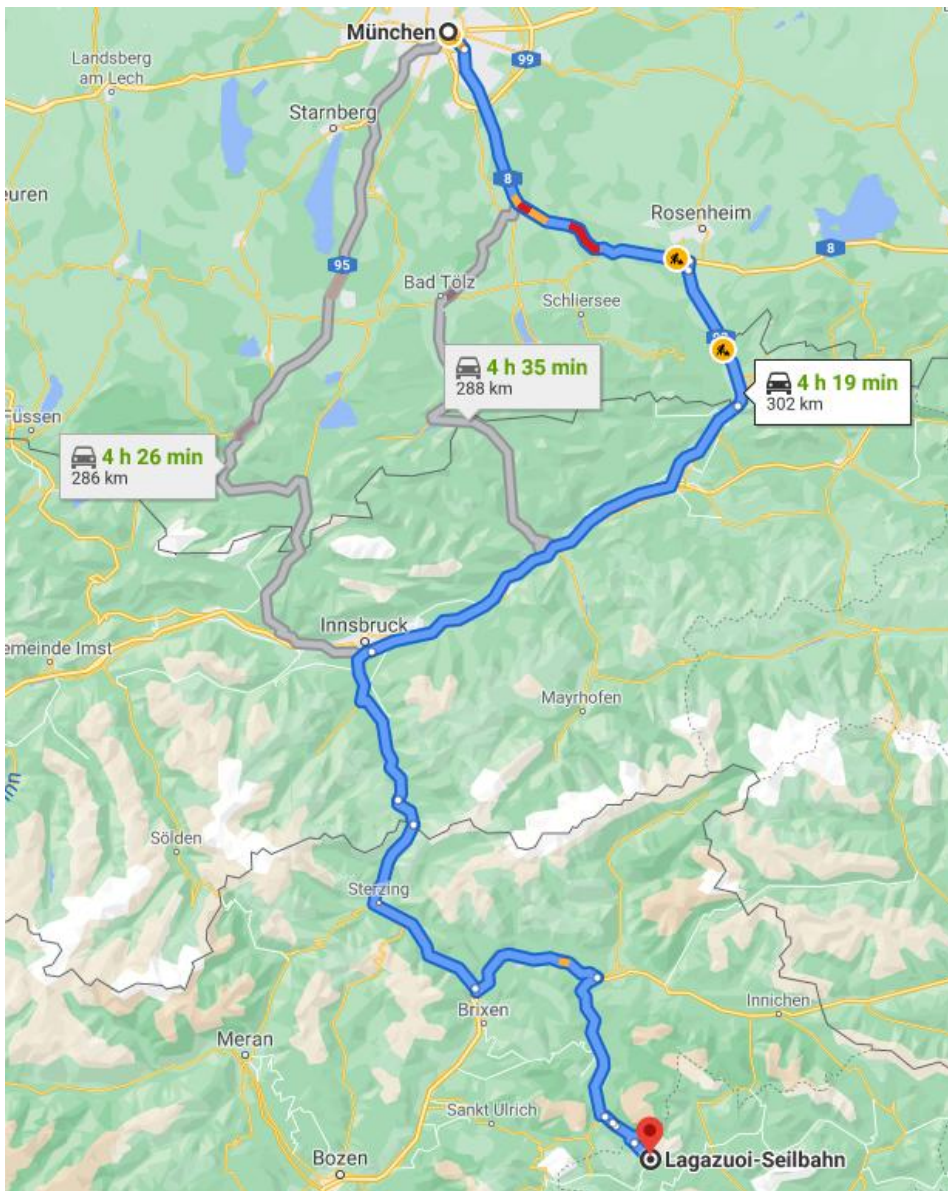 München
99
Landsberg
am Lech
Starnberg
8
euren
Rosenheim
8
95
Bad Tölz
Schliersee
4 h 35 min
288 km
4 h 19 min
302 km
Füssen
4 h 26 min
286 km
Innsbruck
emeinde Imst
Mayrhofen
nn
Sölden
Sterzing
Innichen
Brixen
Meran
Sankt Ulrich
Bozen
Lagazuoi-Seilbahn